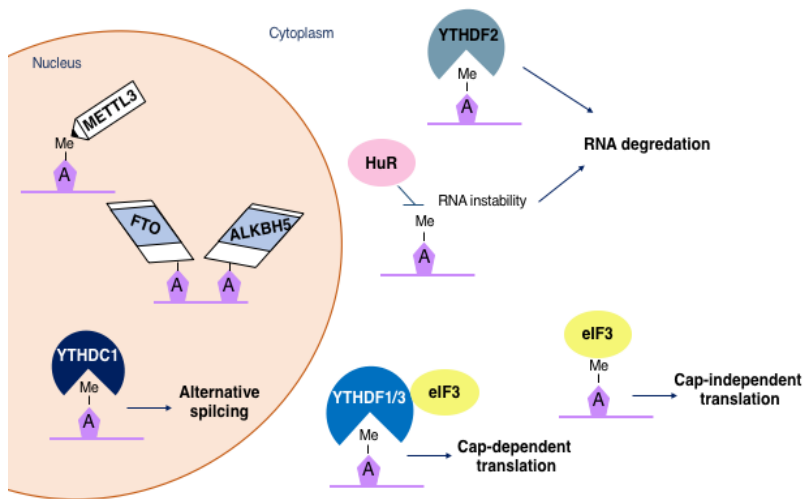 Cytoplasm
Nucleus
YTHDF2
Me
A
METTL3
Me
A
RNA degredation
HuR
RNA instability
Me
A
FTO
ALKBH5
A
A
YTHDC1
Me
A
Alternative
spilcing
YTHDF1/3
eIF3
Me
A
Cap-dependent
translation
eIF3
Me
A
Cap-independent
translation